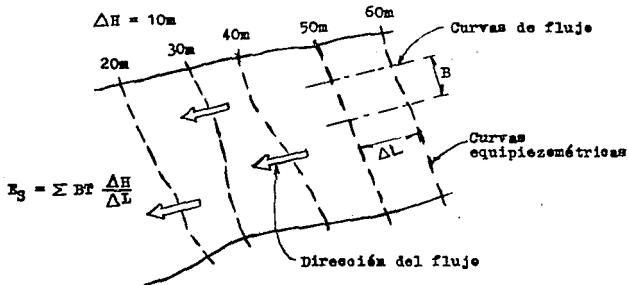 ΔH = 10m
20m
30m
40m
50m
60m
Curvas de flujo
B
ΔL
Curvas
equipiezométricas
E_S = Σ BT ΔH/ΔL
Dirección del flujo